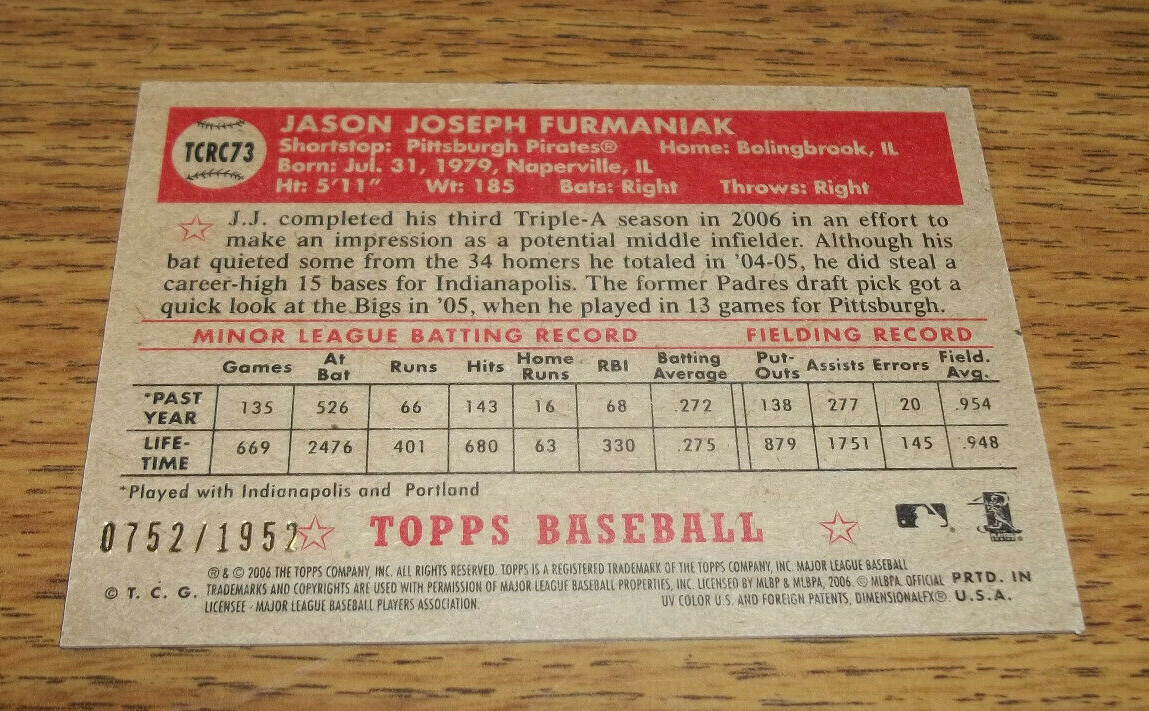 TCRC73
JASON JOSEPH FURMANIAK
Shortstop: Pittsburgh Pirates® Home: Bolingbrook, IL
Born: Jul. 31, 1979, Naperville, IL
Ht: 5'11" Wt: 185 Bats: Right Throws: Right
J.J. completed his third Triple-A season in 2006 in an effort to
make an impression as a potential middle infielder. Although his
bat quieted some from the 34 homers he totaled in '04-05, he did steal a
career-high 15 bases for Indianapolis. The former Padres draft pick got a
quick look at the Bigs in '05, when he played in 13 games for Pittsburgh.
MINOR LEAGUE BATTING RECORD FIELDING RECORD
Games At Bat Runs Hits Home Runs RBI Batting Average Put-Outs Assists Errors Field. Avg.
*PAST YEAR 135 526 66 143 16 68 .272 138 277 20 .954
LIFE-TIME 669 2476 401 680 63 330 .275 879 1751 145 .948
*Played with Indianapolis and Portland
0752/1952 TOPPS BASEBALL
® & © 2006 THE TOPPS COMPANY, INC. ALL RIGHTS RESERVED. TOPPS IS A REGISTERED TRADEMARK OF THE TOPPS COMPANY, INC. MAJOR LEAGUE BASEBALL
TRADEMARKS AND COPYRIGHTS ARE USED WITH PERMISSION OF MAJOR LEAGUE BASEBALL PROPERTIES, INC. LICENSED BY MLBP & MLBPA, 2006. © MLBPA. OFFICIAL
LICENSEE - MAJOR LEAGUE BASEBALL PLAYERS ASSOCIATION. UV COLOR U.S. AND FOREIGN PATENTS, DIMENSIONALFX®.
© T. C. G.
PRTD. IN
U.S.A.